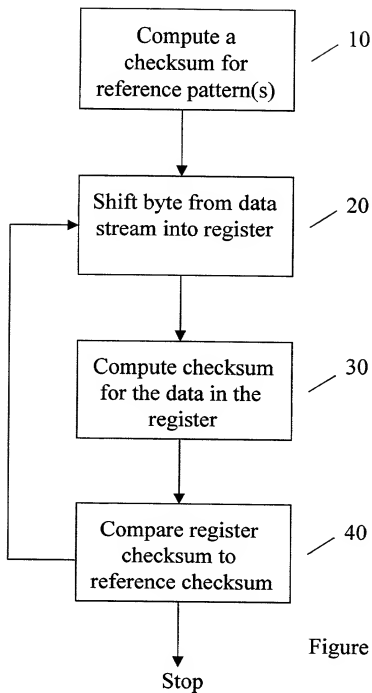 Compute a
checksum for
reference pattern(s)
10
Shift byte from data
stream into register
20
Compute checksum
for the data in the
register
30
Compare register
checksum to
reference checksum
40
Figure
Stop